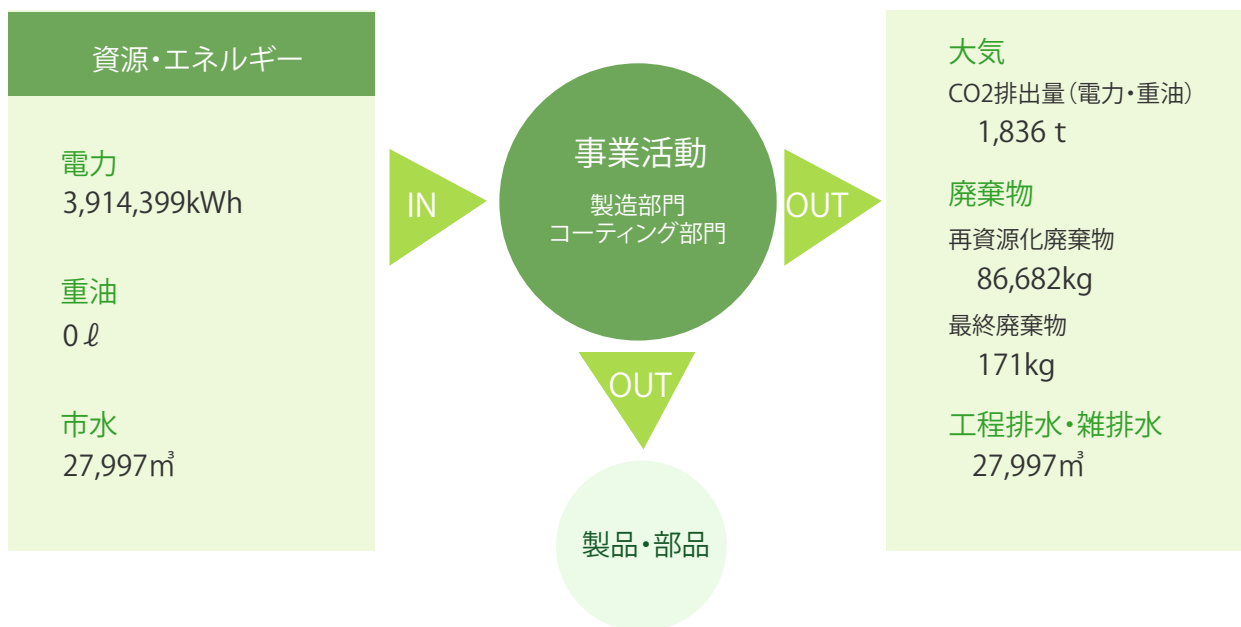 資源・エネルギー
電力
3,914,399kWh
重油
0ℓ
市水
27,997㎥
IN
事業活動
製造部門
コーティング部門
OUT
OUT
製品・部品
大気
CO2排出量（電力・重油）
1,836 t
廃棄物
再資源化廃棄物
86,682kg
最終廃棄物
171kg
工程排水・雑排水
27,997㎥